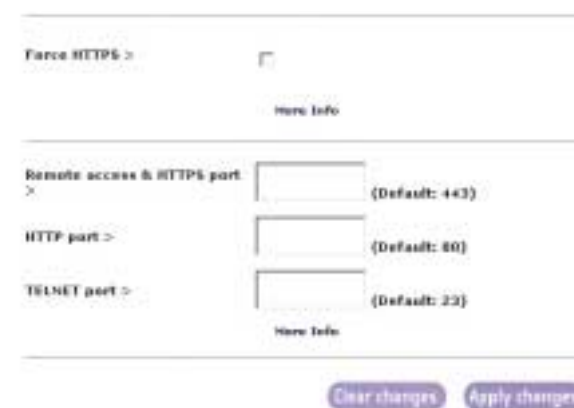 Force HTTPS >
More Info
Remote access & HTTPS port
>
(Default: 443)
HTTP port >
(Default: 80)
TELNET port >
(Default: 23)
More Info
Clear changes
Apply changes